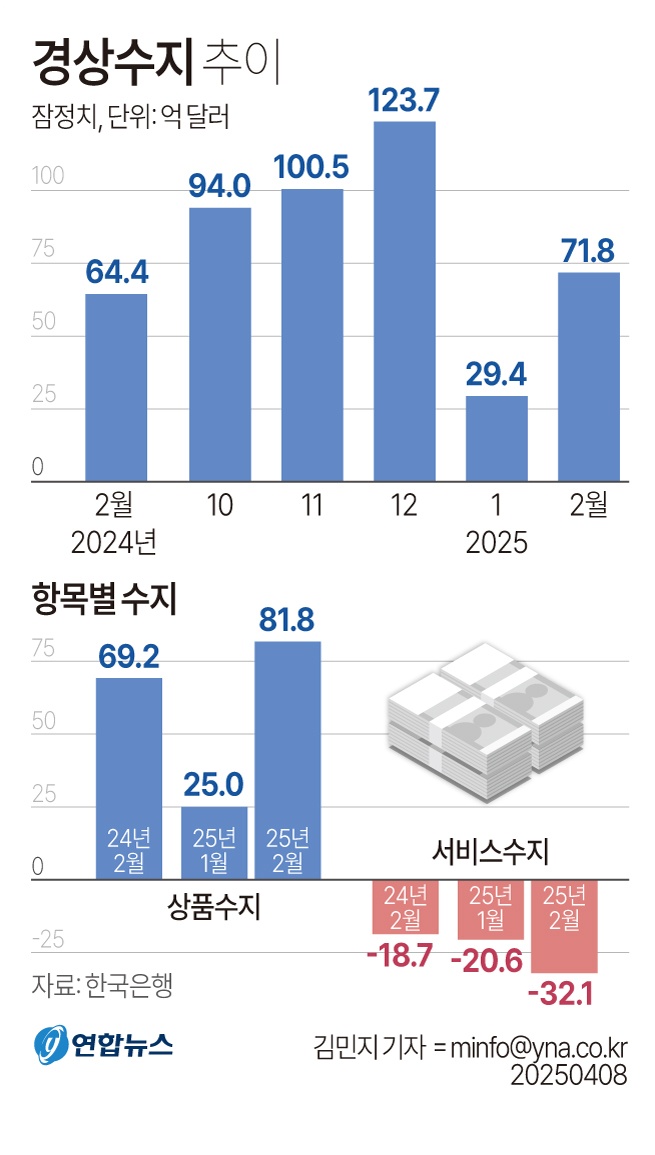 경상수지 추이
잠정치, 단위: 억 달러
123.7
100.5
94.0
71.8
64.4
29.4
100
75
50
25
0
2월 10 11 12 1 2월
2024년 2025
항목별 수지
69.2
25.0
81.8
75
50
25
0
-25
24년
2월
25년
1월
25년
2월
상품수지
서비스수지
24년
2월
25년
1월
25년
2월
-18.7
-20.6
-32.1
자료: 한국은행
y 연합뉴스
김민지 기자 = minfo@yna.co.kr
20250408